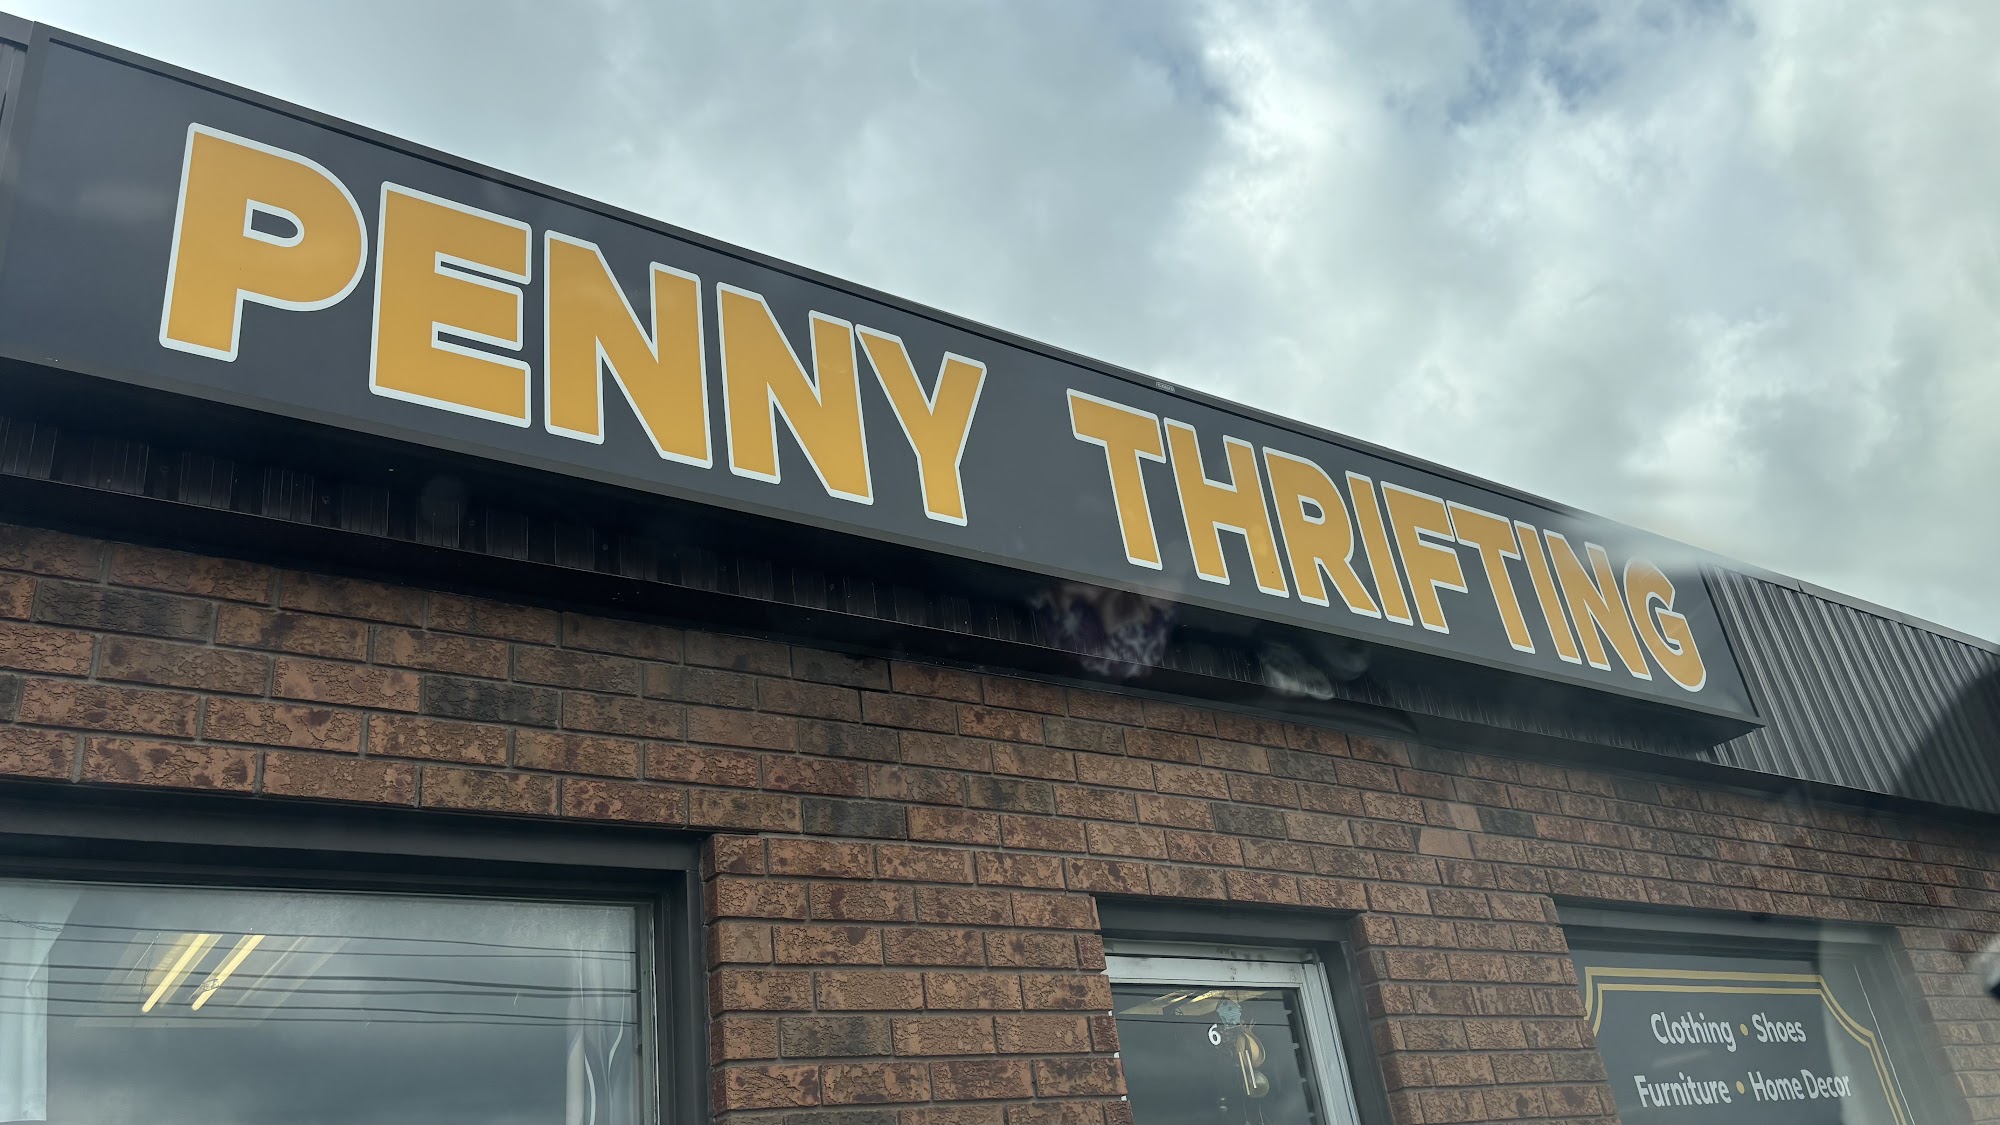 PENNY THRIFTING
6
Clothing • Shoes
Furniture • Home Decor